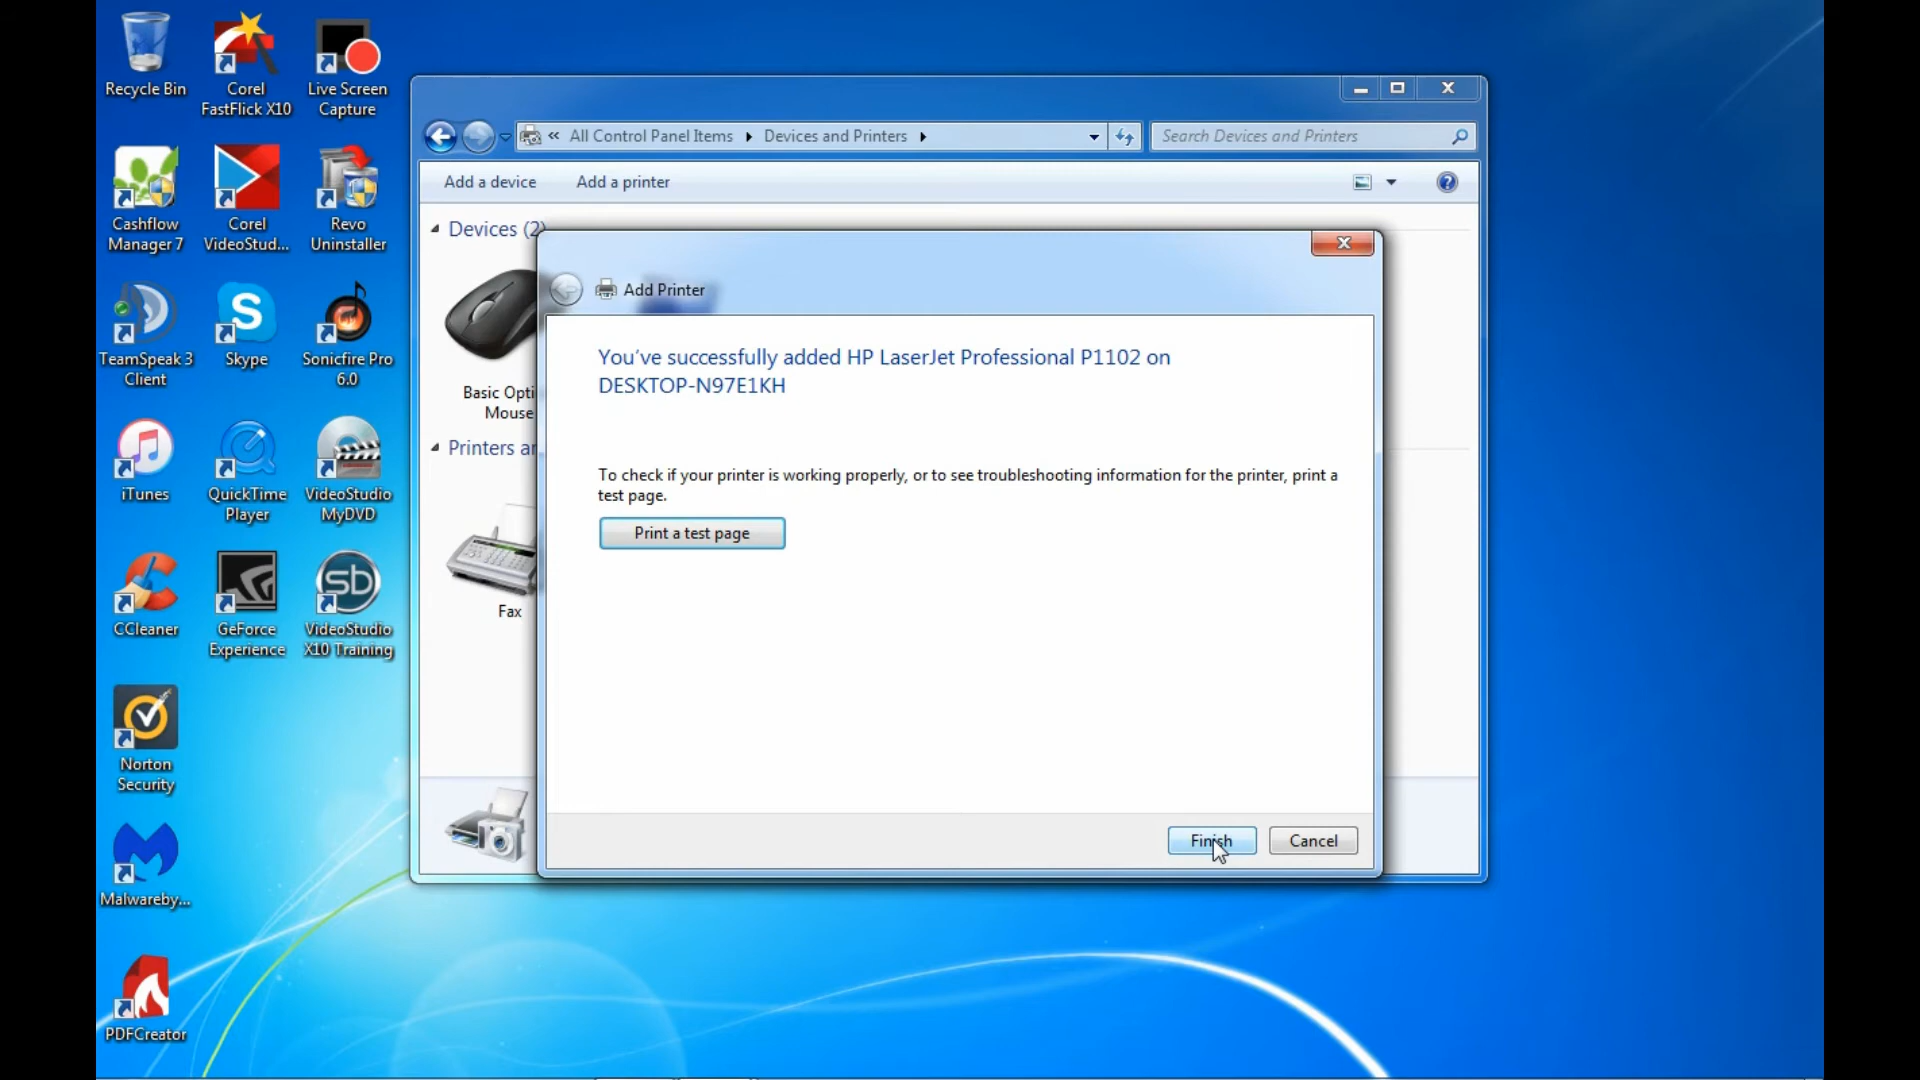 Recycle Bin
Corel
FastFlick X10
Live Screen
Capture
Cashflow
Manager 7
Corel
VideoStud...
Revo
Uninstaller
TeamSpeak 3
Client
Skype
Sonicfire Pro
6.0
iTunes
QuickTime
Player
VideoStudio
MyDVD
CCleaner
GeForce
Experience
sb
VideoStudio
X10 Training
Norton
Security
Malwareby...
PDFCreator
« All Control Panel Items Devices and Printers
Search Devices and Printers
Add a device Add a printer
Devices (2)
Mouse
Fax
Add Printer
You've successfully added HP LaserJet Professional P1102 on
DESKTOP-N97E1KH
To check if your printer is working properly, or to see troubleshooting information for the printer, print a
test page.
Print a test page
Finish Cancel